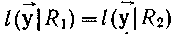 l(y⃗|R₁) = l(y⃗|R₂)